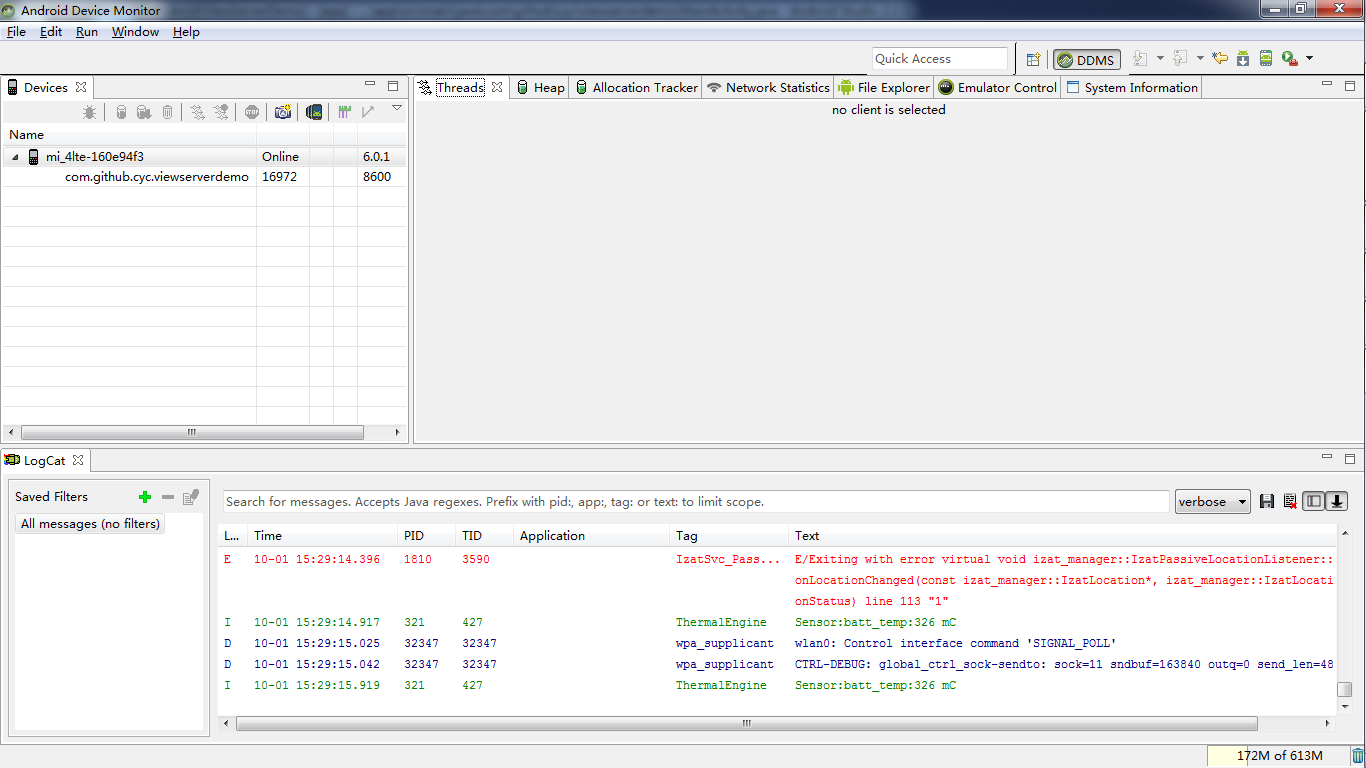 Android Device Monitor
File Edit Run Window Help
Quick Access DDMS
Devices
Name
mi_4lte-160e94f3 Online 6.0.1
com.github.cyc.viewserverdemo 16972 8600
Threads Heap Allocation Tracker Network Statistics File Explorer Emulator Control System Information
no client is selected
LogCat
Saved Filters
All messages (no filters)
Search for messages. Accepts Java regexes. Prefix with pid:, app:, tag: or text: to limit scope. verbose
L... Time PID TID Application Tag Text
E 10-01 15:29:14.396 1810 3590 IzatSvc_Pass... E/Exiting with error virtual void izat_manager::IzatPassiveLocationListener::
onLocationChanged(const izat_manager::IzatLocation*, izat_manager::IzatLocati
onStatus) line 113 "1"
I 10-01 15:29:14.917 321 427 ThermalEngine Sensor:batt_temp:326 mC
D 10-01 15:29:15.025 32347 32347 wpa_supplicant wlan0: Control interface command 'SIGNAL_POLL'
D 10-01 15:29:15.042 32347 32347 wpa_supplicant CTRL-DEBUG: global_ctrl_sock-sendto: sock=11 sndbuf=163840 outq=0 send_len=48
I 10-01 15:29:15.919 321 427 ThermalEngine Sensor:batt_temp:326 mC
172M of 613M